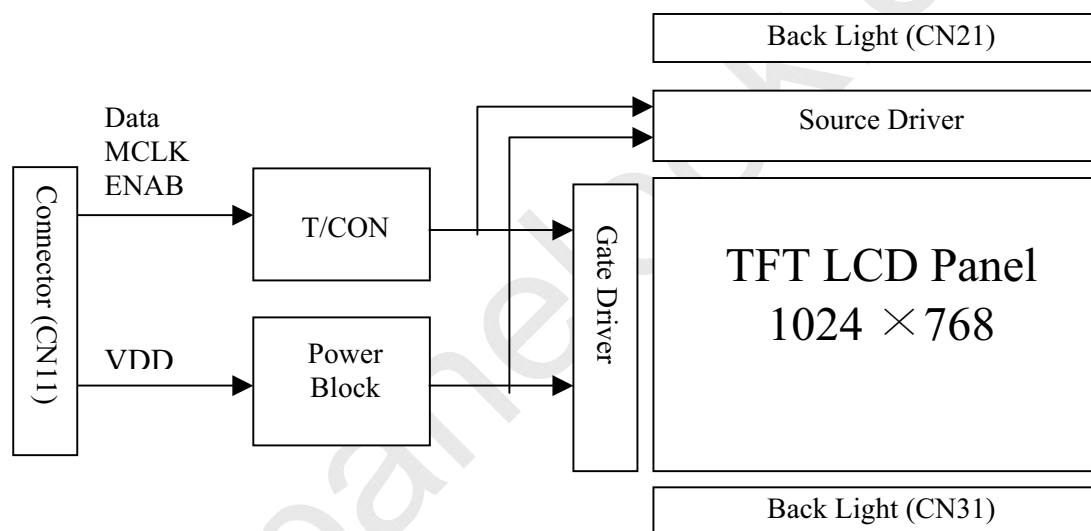 Back Light (CN21)
Data
MCLK
ENAB
Source Driver
Connector (CN11)
T/CON
Gate Driver
TFT LCD Panel
1024 ×768
VDD
Power
Block
Back Light (CN31)